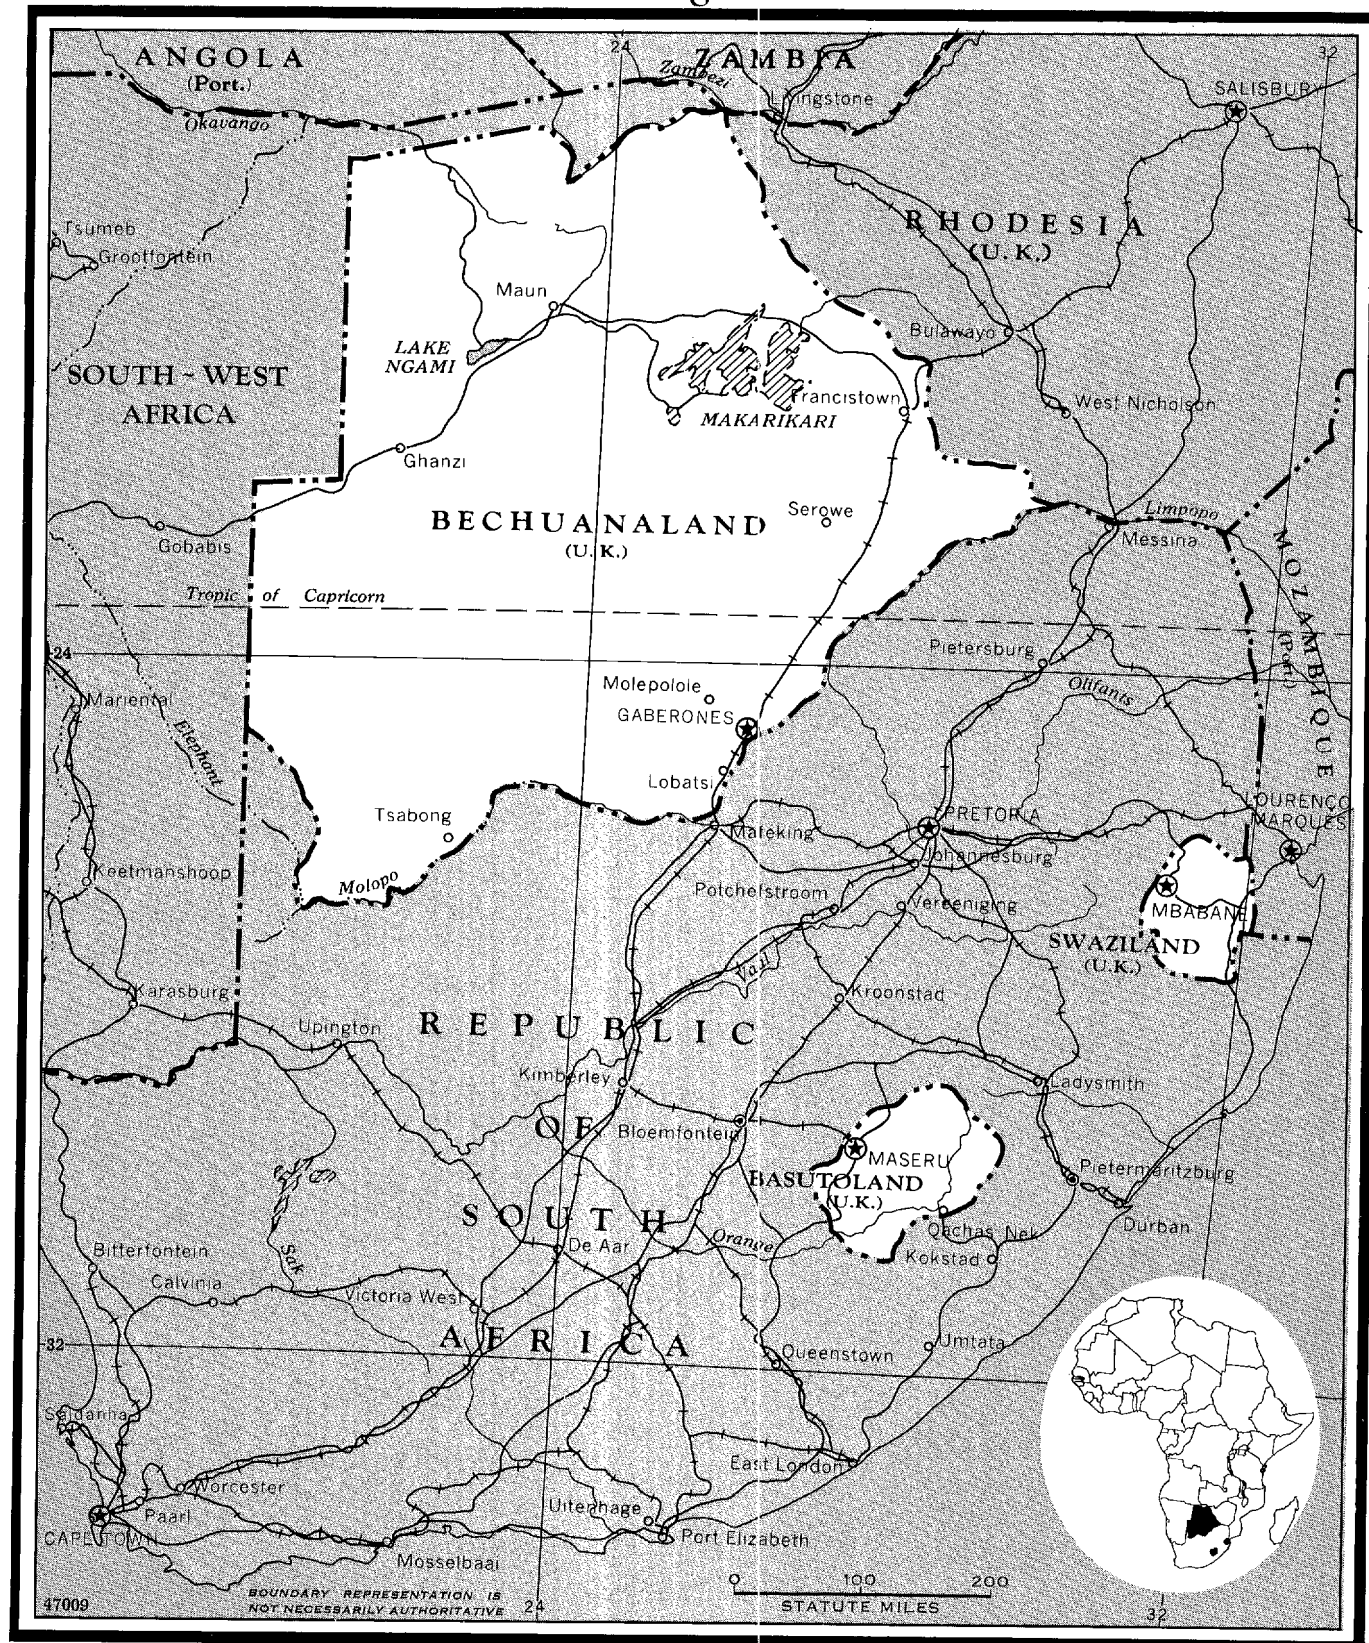 24
32
ANGOLA
(Port.)
ZAMBIA
Zambezi
Livingstone
SALISBURY
Okavango
Tsumeb
Grootfontein
RHODESIA
(U.K.)
Maun
LAKE
NGAMI
Bulawayo
SOUTH-WEST
AFRICA
Francistown
MAKARIKARI
West Nicholson
Ghanzi
BECHUANALAND
(U.K.)
Serowe
Limpopo
Messina
Gobabis
MOZAMBIQUE
(Port.)
Tropic of Capricorn
24
Pietersburg
Molepolole
GABERONES
Olifants
Mariental
Elephant
Lobatsi
Tsabong
Mafeking
PRETORIA
LOURENCO
MARQUES
Johannesburg
Keetmanshoop
Molopo
Potchefstroom
Vereeniging
MBABANE
SWAZILAND
(U.K.)
Vaal
Karasburg
Kroonstad
Upington
REPUBLIC
Kimberley
Ladysmith
OF
Bloemfontein
MASERU
BASUTOLAND
(U.K.)
Pietermaritzburg
Durban
SOUTH
Qachas Nek
Orange
De Aar
Kokstad
Bitterfontein
Sak
Calvinia
Victoria West
32
AFRICA
Queenstown
Umtata
Saldanha
East London
Worcester
Paarl
CAPE TOWN
Uitenhage
Port Elizabeth
Mosselbaai
BOUNDARY REPRESENTATION IS
NOT NECESSARILY AUTHORITATIVE
47009
24
0 100 200
STATUTE MILES
32